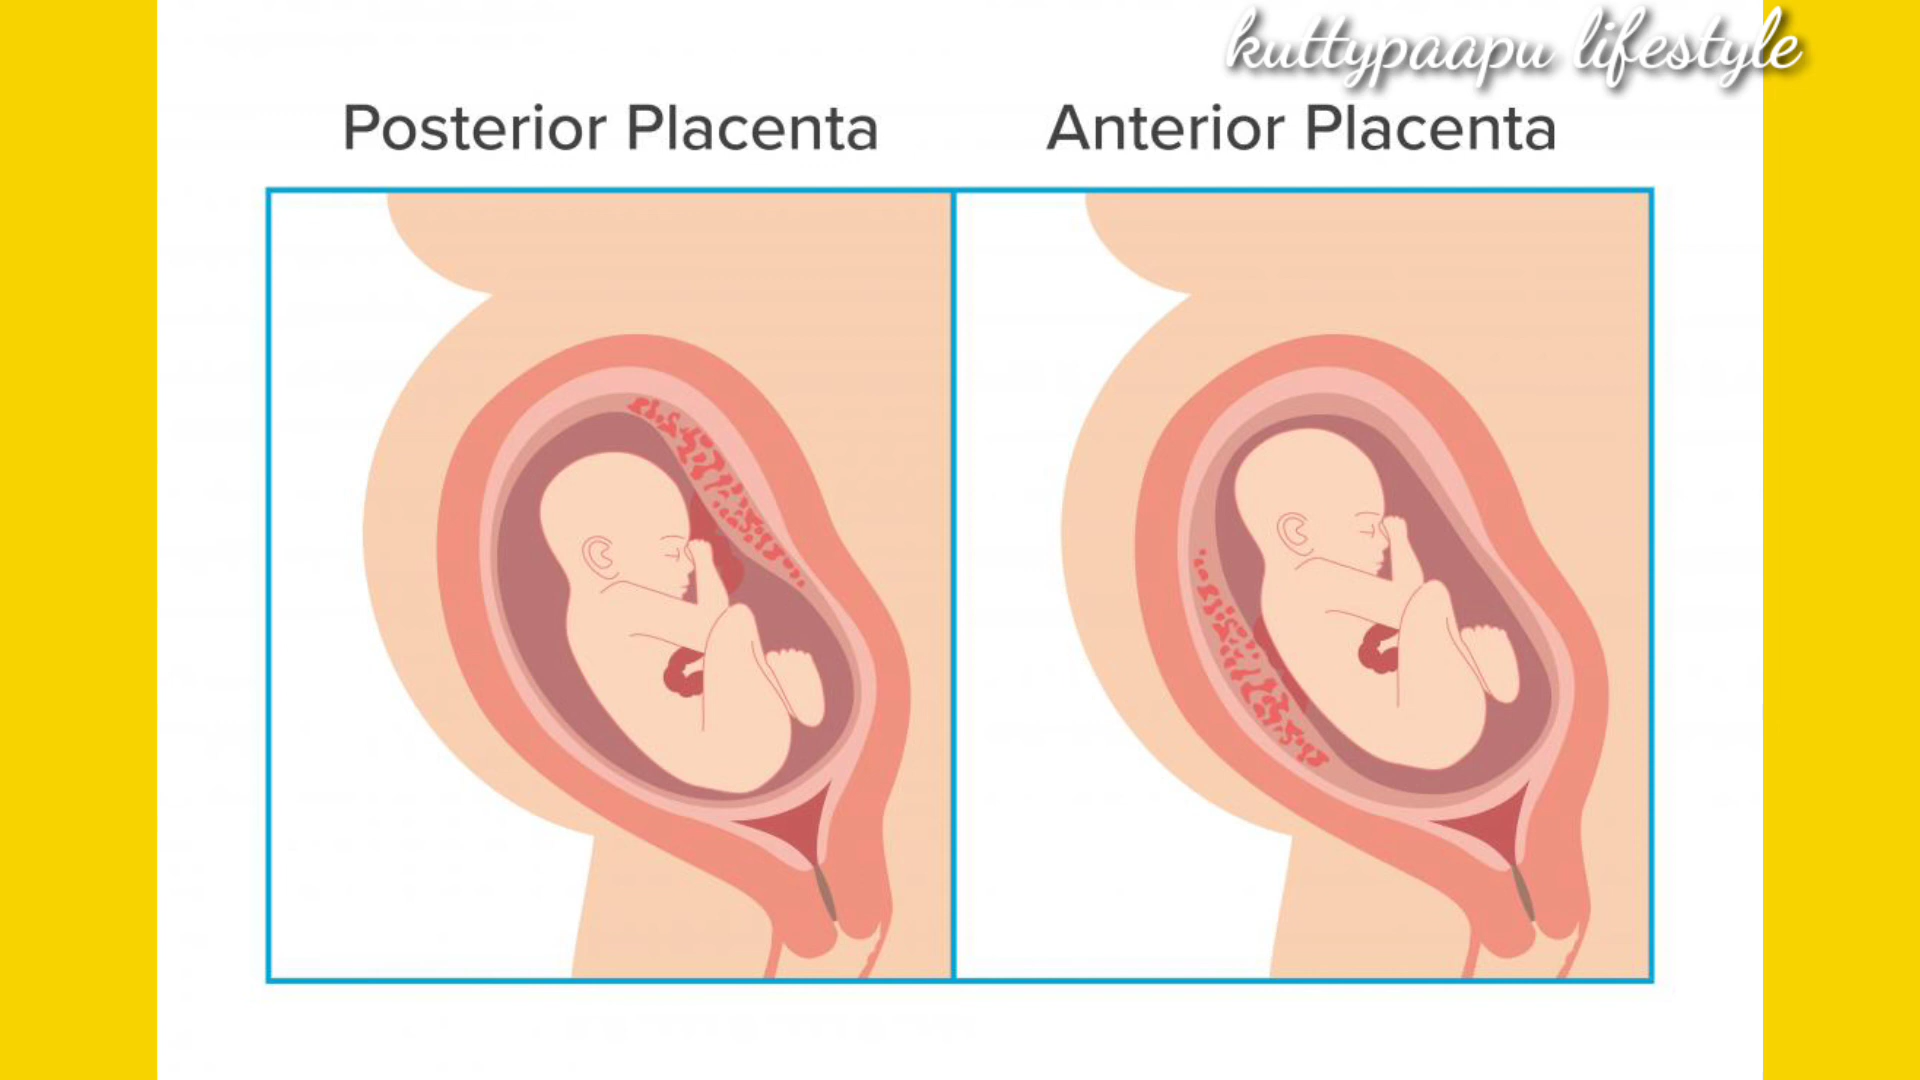 kuttypaapu lifestyle
Posterior Placenta
Anterior Placenta